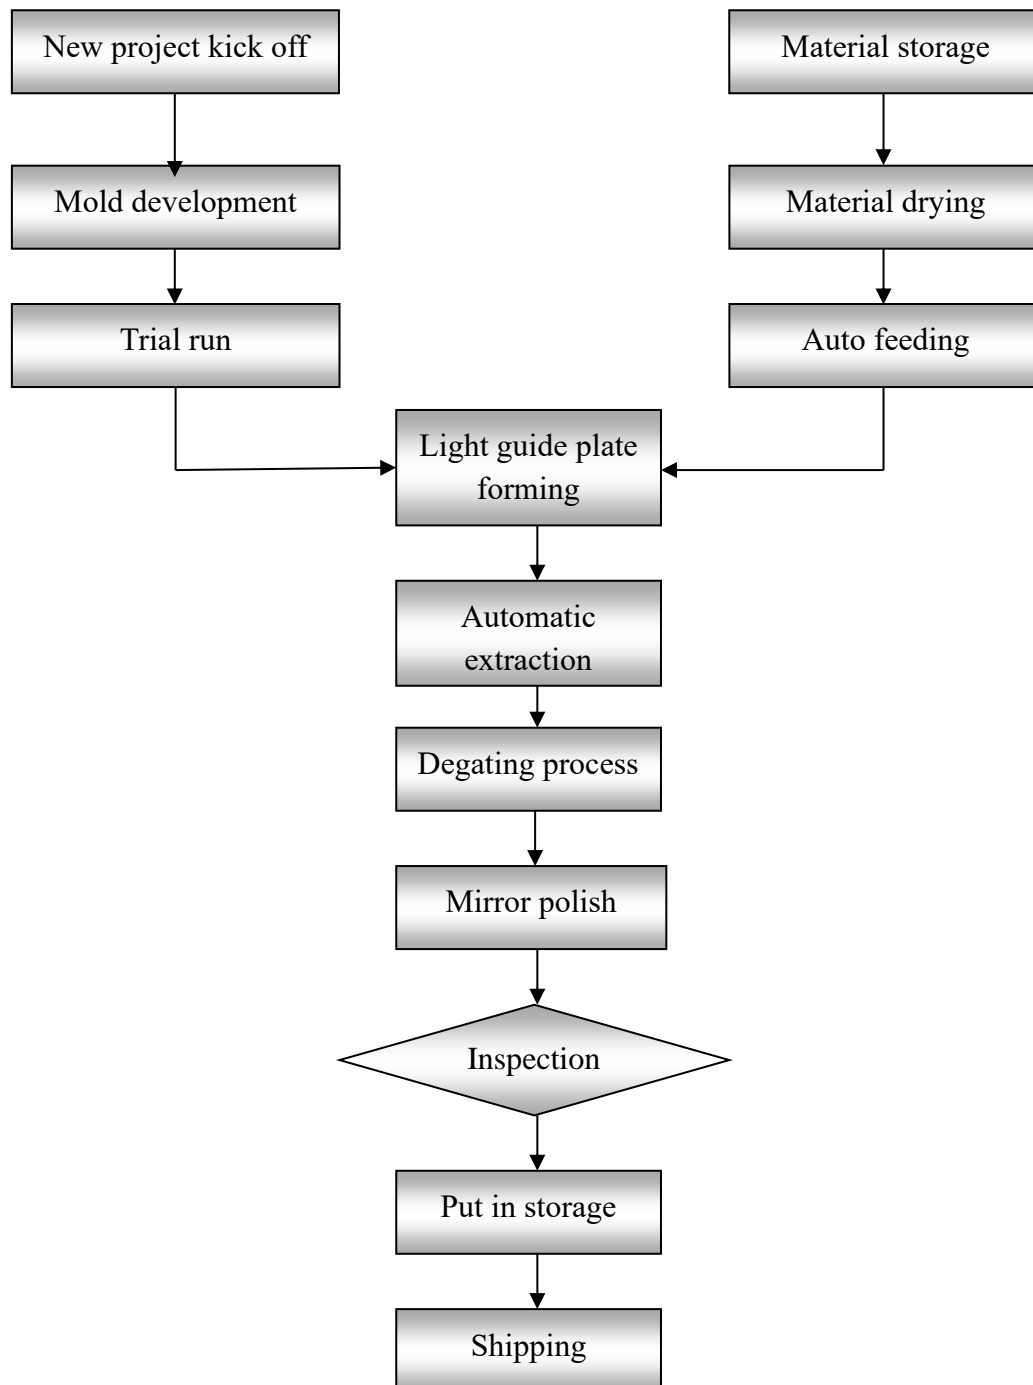 New project kick off
Material storage
Mold development
Material drying
Trial run
Auto feeding
Light guide plate
forming
Automatic
extraction
Degating process
Mirror polish
Inspection
Put in storage
Shipping